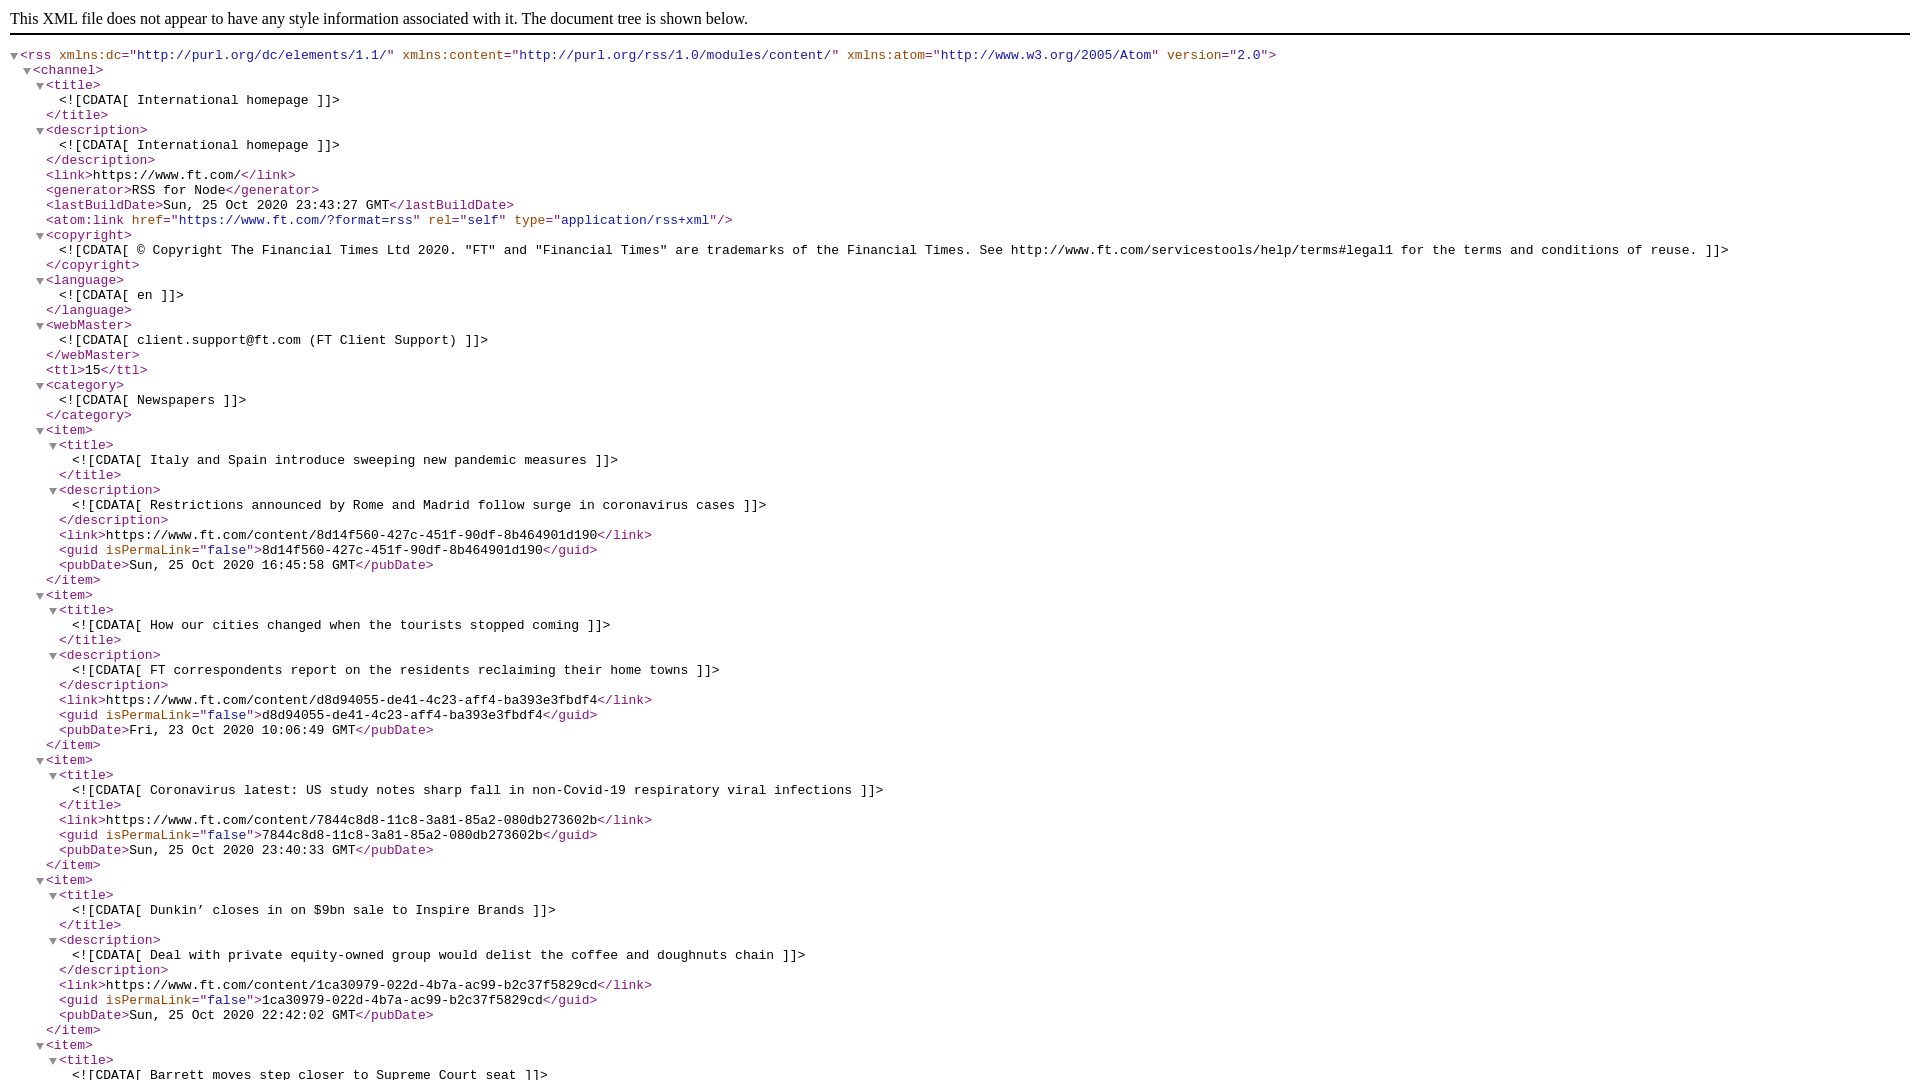 This XML file does not appear to have any style information associated with it. The document tree is shown below.
<rss xmlns:dc="http://purl.org/dc/elements/1.1/" xmlns:content="http://purl.org/rss/1.0/modules/content/" xmlns:atom="http://www.w3.org/2005/Atom" version="2.0">
<channel>
<title>
<![CDATA[ International homepage ]]>
</title>
<description>
<![CDATA[ International homepage ]]>
</description>
<link>https://www.ft.com/</link>
<generator>RSS for Node</generator>
<lastBuildDate>Sun, 25 Oct 2020 23:43:27 GMT</lastBuildDate>
<atom:link href="https://www.ft.com/?format=rss" rel="self" type="application/rss+xml"/>
<copyright>
<![CDATA[ © Copyright The Financial Times Ltd 2020. "FT" and "Financial Times" are trademarks of the Financial Times. See http://www.ft.com/servicestools/help/terms#legal1 for the terms and conditions of reuse. ]]>
</copyright>
<language>
<![CDATA[ en ]]>
</language>
<webMaster>
<![CDATA[ client.support@ft.com (FT Client Support) ]]>
</webMaster>
<ttl>15</ttl>
<category>
<![CDATA[ Newspapers ]]>
</category>
<item>
<title>
<![CDATA[ Italy and Spain introduce sweeping new pandemic measures ]]>
</title>
<description>
<![CDATA[ Restrictions announced by Rome and Madrid follow surge in coronavirus cases ]]>
</description>
<link>https://www.ft.com/content/8d14f560-427c-451f-90df-8b464901d190</link>
<guid isPermaLink="false">8d14f560-427c-451f-90df-8b464901d190</guid>
<pubDate>Sun, 25 Oct 2020 16:45:58 GMT</pubDate>
</item>
<item>
<title>
<![CDATA[ How our cities changed when the tourists stopped coming ]]>
</title>
<description>
<![CDATA[ FT correspondents report on the residents reclaiming their home towns ]]>
</description>
<link>https://www.ft.com/content/d8d94055-de41-4c23-aff4-ba393e3fbdf4</link>
<guid isPermaLink="false">d8d94055-de41-4c23-aff4-ba393e3fbdf4</guid>
<pubDate>Fri, 23 Oct 2020 10:06:49 GMT</pubDate>
</item>
<item>
<title>
<![CDATA[ Coronavirus latest: US study notes sharp fall in non-Covid-19 respiratory viral infections ]]>
</title>
<link>https://www.ft.com/content/7844c8d8-11c8-3a81-85a2-080db273602b</link>
<guid isPermaLink="false">7844c8d8-11c8-3a81-85a2-080db273602b</guid>
<pubDate>Sun, 25 Oct 2020 23:40:33 GMT</pubDate>
</item>
<item>
<title>
<![CDATA[ Dunkin’ closes in on $9bn sale to Inspire Brands ]]>
</title>
<description>
<![CDATA[ Deal with private equity-owned group would delist the coffee and doughnuts chain ]]>
</description>
<link>https://www.ft.com/content/1ca30979-022d-4b7a-ac99-b2c37f5829cd</link>
<guid isPermaLink="false">1ca30979-022d-4b7a-ac99-b2c37f5829cd</guid>
<pubDate>Sun, 25 Oct 2020 22:42:02 GMT</pubDate>
</item>
<item>
<title>
<![CDATA[ Barrett moves step closer to Supreme Court seat ]]>